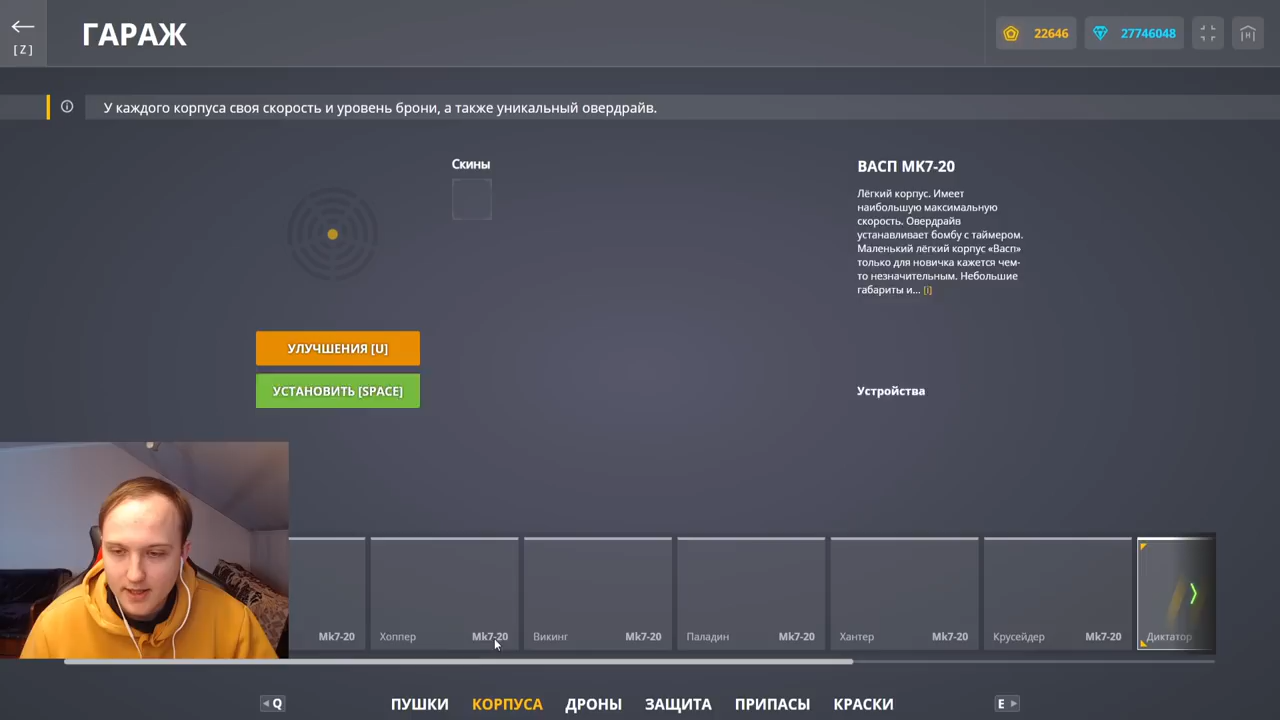 [Z]
ГАРАЖ
22646
27746048
У каждого корпуса своя скорость и уровень брони, а также уникальный овердрайв.
Скины
ВАСП МК7-20
Лёгкий корпус. Имеет
наибольшую максимальную
скорость. Овердрайв
устанавливает бомбу с таймером.
Маленький лёгкий корпус «Васп»
только для новичка кажется чем-
то незначительным. Небольшие
габариты и... [i]
УЛУЧШЕНИЯ [U]
УСТАНОВИТЬ [SPACE]
Устройства
Mk7-20
Хоппер Mk7-20
Викинг Mk7-20
Паладин Mk7-20
Хантер Mk7-20
Крусейдер Mk7-20
Диктатор
Q ПУШКИ КОРПУСА ДРОНЫ ЗАЩИТА ПРИПАСЫ КРАСКИ E